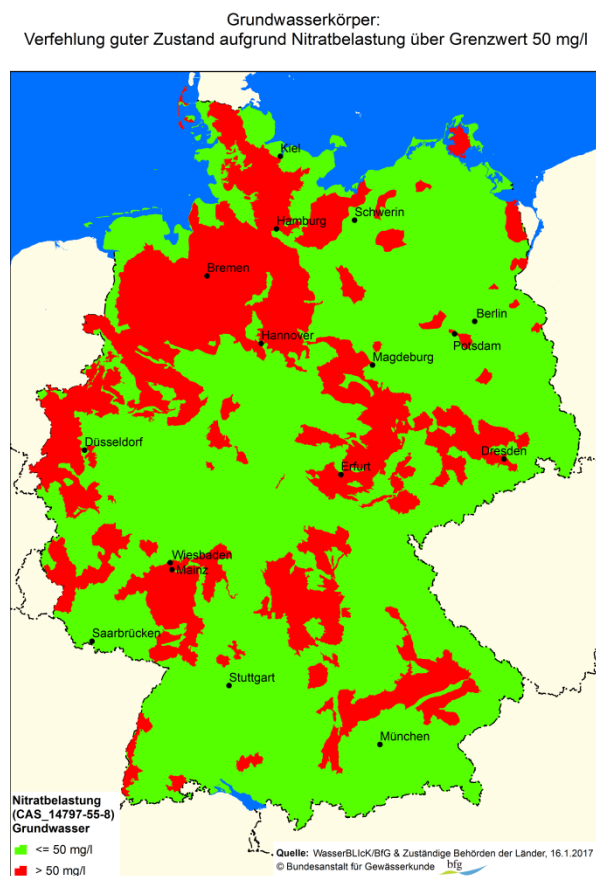 Grundwasserkörper:
Verfehlung guter Zustand aufgrund Nitratbelastung über Grenzwert 50 mg/l
Kiel
Schwerin
Hamburg
Bremen
Berlin
Hannover
Potsdam
Magdeburg
Düsseldorf
Dresden
Erfurt
Wiesbaden
Mainz
Saarbrücken
Stuttgart
München
Nitratbelastung
(CAS_14797-55-8)
Grundwasser
<= 50 mg/l
> 50 mg/l
Quelle: WasserBLIcK/BfG & Zuständige Behörden der Länder, 16.1.2017
© Bundesanstalt für Gewässerkunde bfg